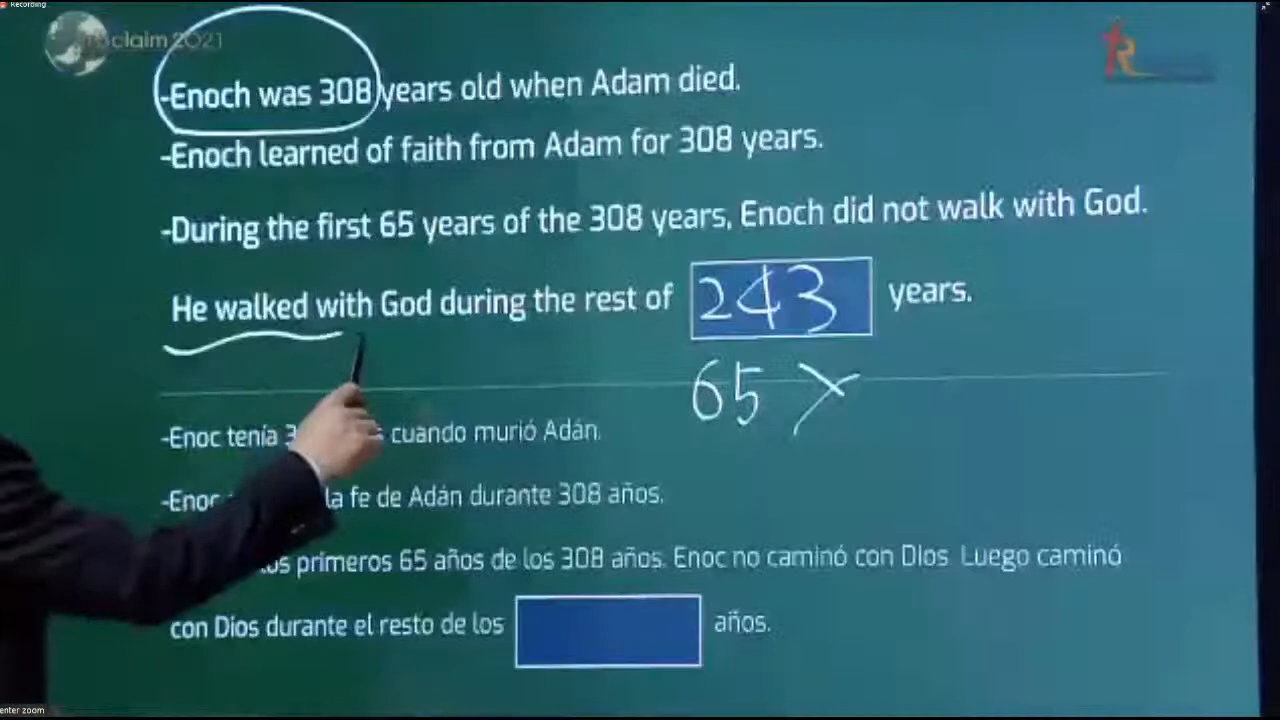 Recording
claim 2021
-Enoch was 308 years old when Adam died.
-Enoch learned of faith from Adam for 308 years.
-During the first 65 years of the 308 years, Enoch did not walk with God.
He walked with God during the rest of 243 years.
65
-Enoc tenía cuando murió Adán.
-Enoc la fe de Adán durante 308 años.
primeros 65 años de los 308 años. Enoc no caminó con Dios Luego caminó
con Dios durante el resto de los años.
enter zoom